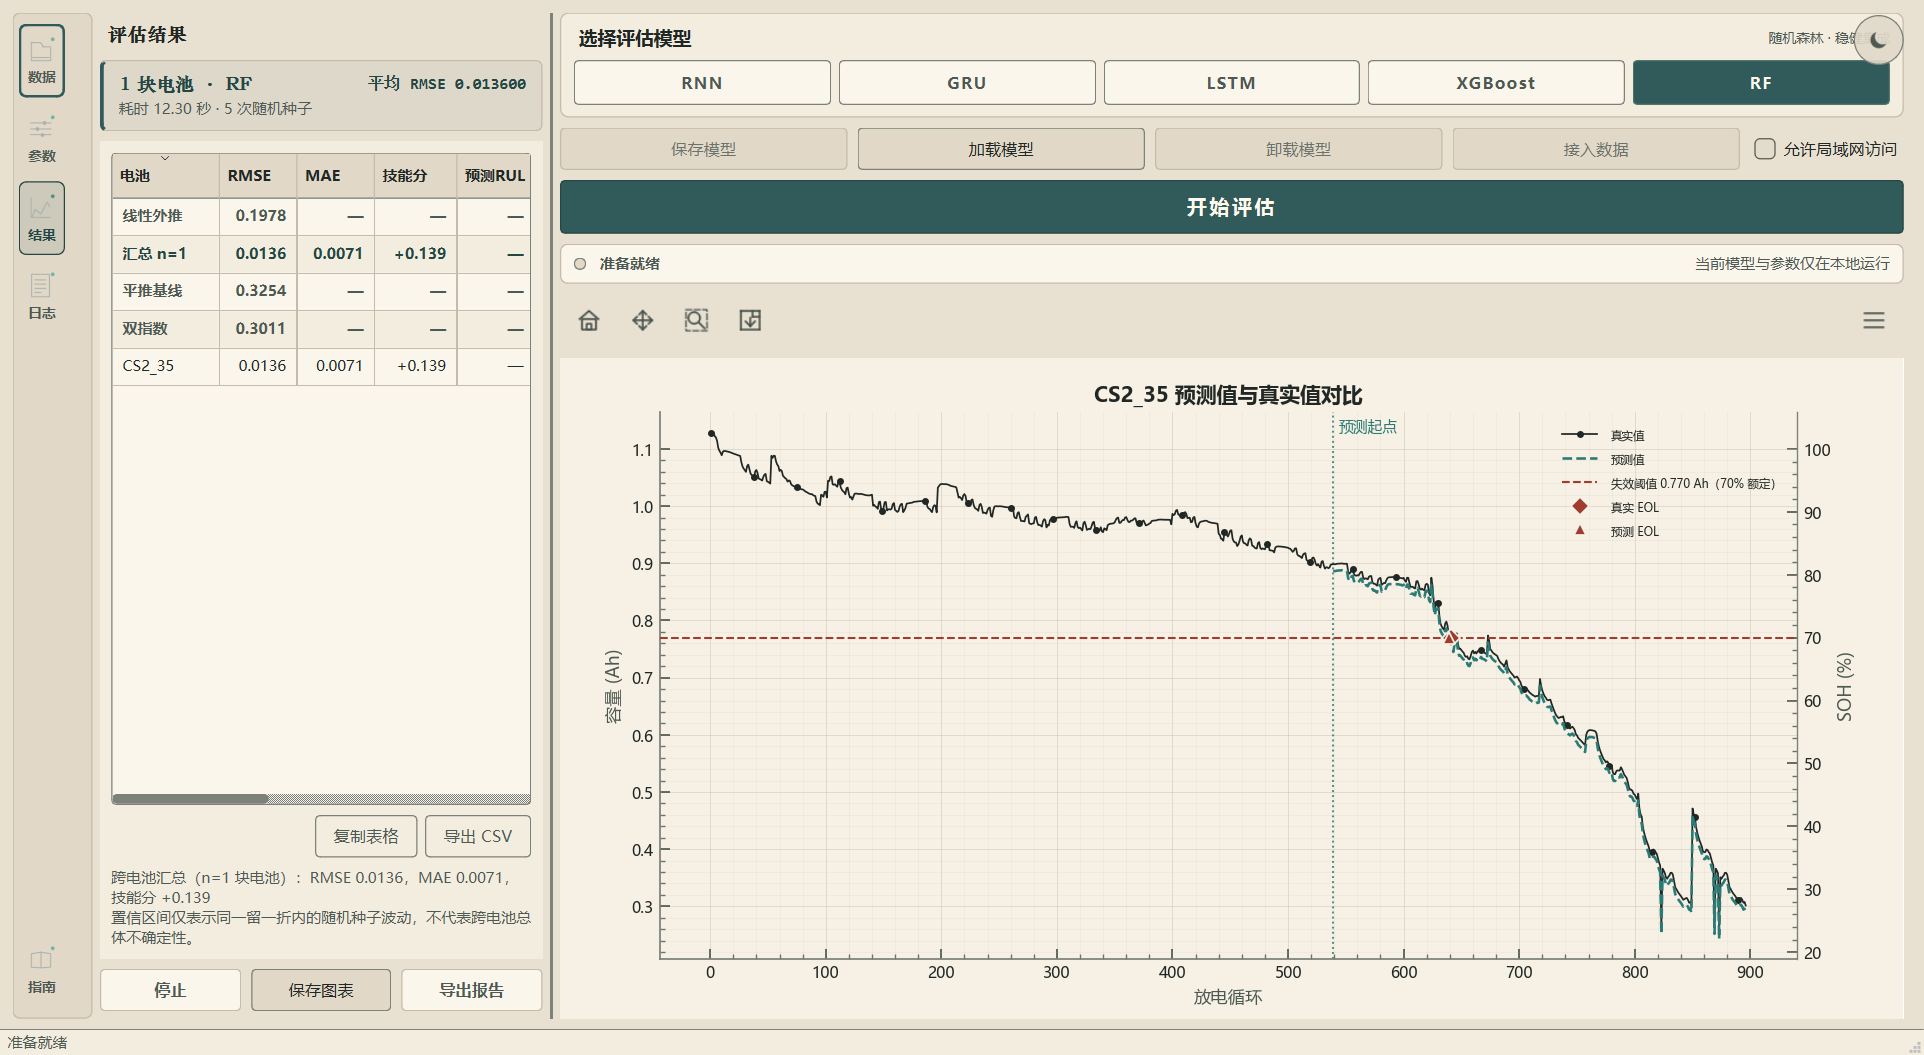 数据
参数
结果
日志
指南
评估结果
1 块电池 · RF
平均 RMSE 0.013600
耗时 12.30 秒 · 5 次随机种子
电池 RMSE MAE 技能分 预测RUL
线性外推 0.1978 — — —
汇总 n=1 0.0136 0.0071 +0.139 —
平推基线 0.3254 — — —
双指数 0.3011 — — —
CS2_35 0.0136 0.0071 +0.139 —
复制表格 导出 CSV
跨电池汇总（n=1 块电池）：RMSE 0.0136，MAE 0.0071，
技能分 +0.139
置信区间仅表示同一留一折内的随机种子波动，不代表跨电池总
体不确定性。
停止 保存图表 导出报告
选择评估模型
随机森林 · 稳健
RNN GRU LSTM XGBoost RF
保存模型 加载模型 卸载模型 接入数据 允许局域网访问
开始评估
准备就绪
当前模型与参数仅在本地运行
CS2_35 预测值与真实值对比
预测起点
真实值
预测值
失效阈值 0.770 Ah（70% 额定）
真实 EOL
预测 EOL
容量 (Ah)
1.1
1.0
0.9
0.8
0.7
0.6
0.5
0.4
0.3
100
90
80
70
60
50
40
30
20
SOH (%)
0 100 200 300 400 500 600 700 800 900
放电循环
准备就绪